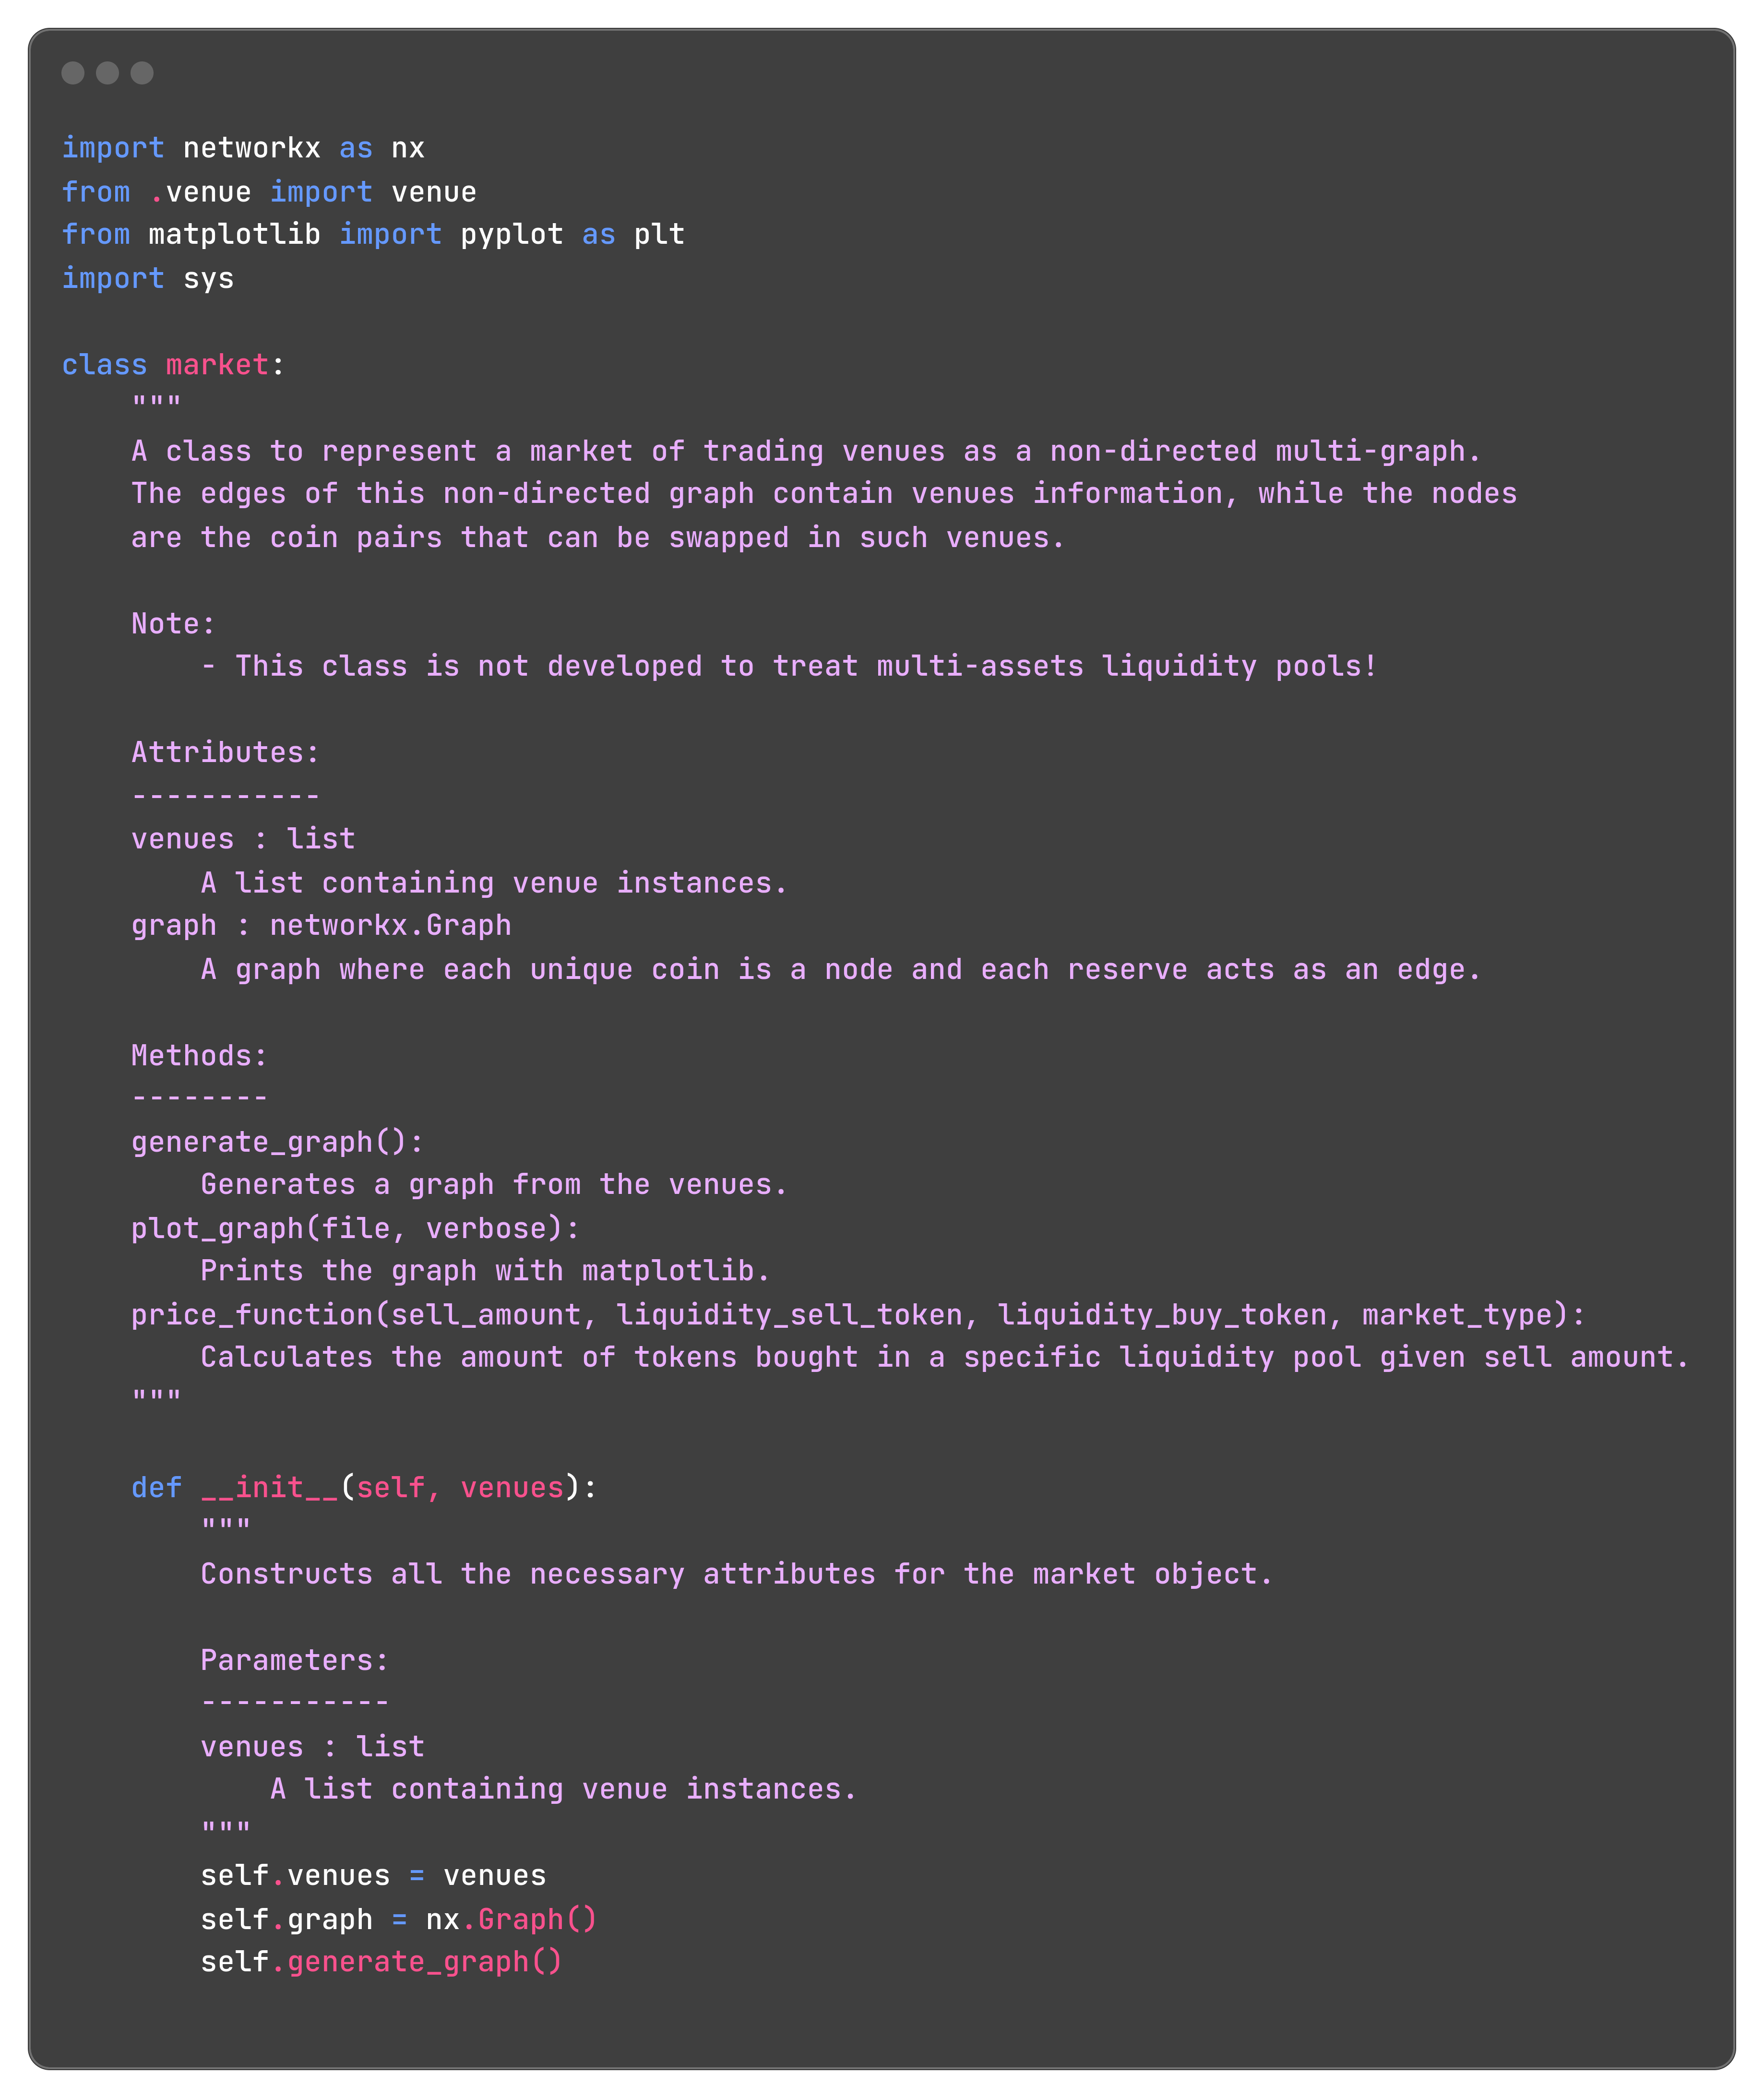 import networkx as nx
from .venue import venue
from matplotlib import pyplot as plt
import sys

class market:
    """
    A class to represent a market of trading venues as a non-directed multi-graph.
    The edges of this non-directed graph contain venues information, while the nodes
    are the coin pairs that can be swapped in such venues.

    Note:
        - This class is not developed to treat multi-assets liquidity pools!

    Attributes:
    -----------
    venues : list
        A list containing venue instances.
    graph : networkx.Graph
        A graph where each unique coin is a node and each reserve acts as an edge.

    Methods:
    --------
    generate_graph():
        Generates a graph from the venues.
    plot_graph(file, verbose):
        Prints the graph with matplotlib.
    price_function(sell_amount, liquidity_sell_token, liquidity_buy_token, market_type):
        Calculates the amount of tokens bought in a specific liquidity pool given sell amount.
    """

    def __init__(self, venues):
        """
        Constructs all the necessary attributes for the market object.

        Parameters:
        -----------
        venues : list
            A list containing venue instances.
        """
        self.venues = venues
        self.graph = nx.Graph()
        self.generate_graph()